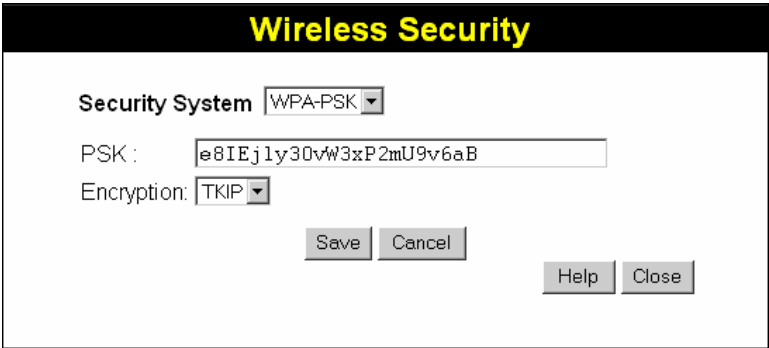 Wireless Security
Security System WPA-PSK
PSK : e8IEjly30vW3xP2mU9v6aB
Encryption: TKIP
Save Cancel
Help Close